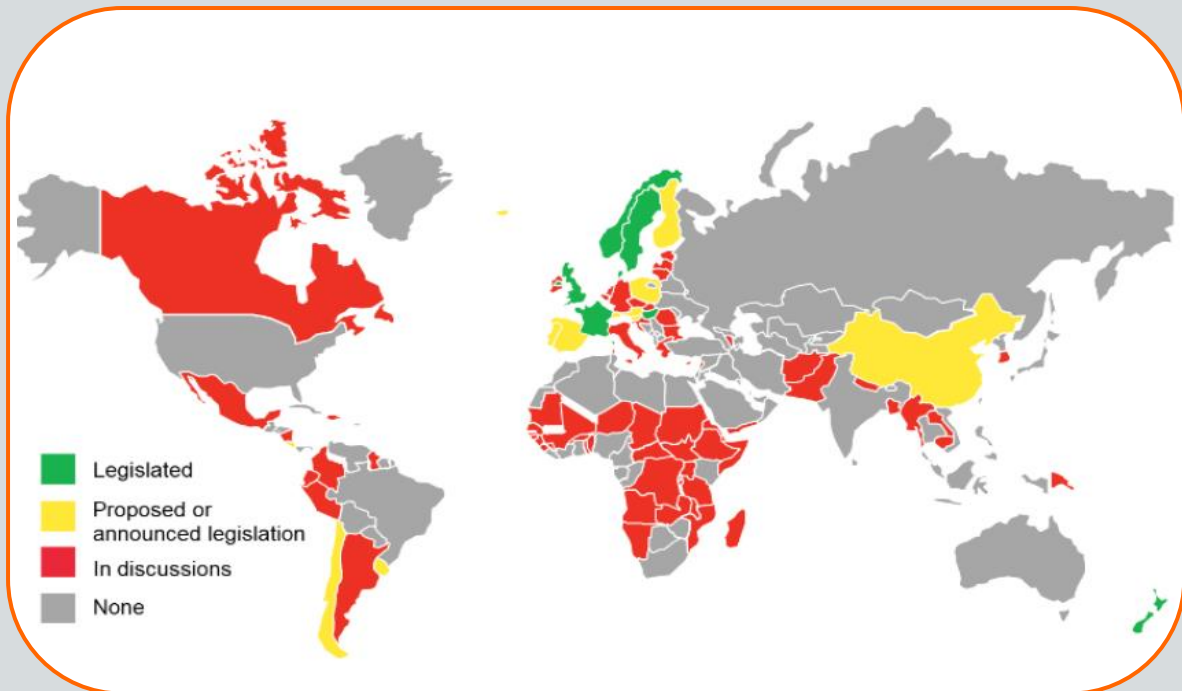 Legislated
Proposed or
announced legislation
In discussions
None